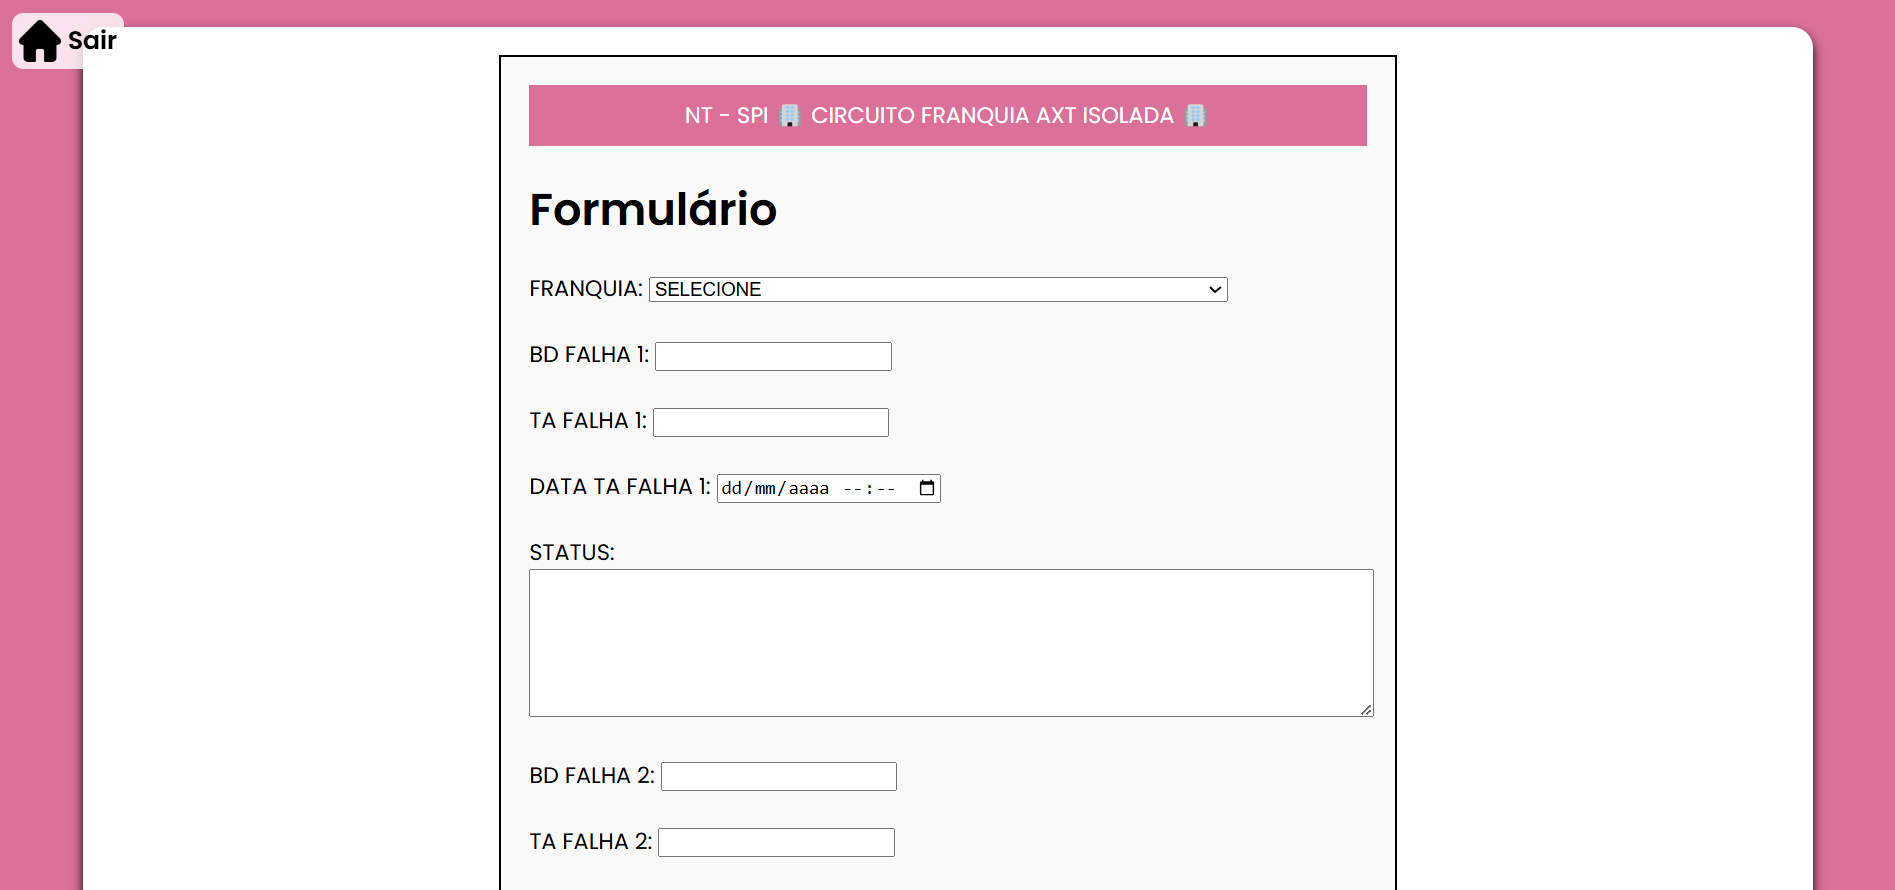 Sair
NT - SPI 🏢 CIRCUITO FRANQUIA AXT ISOLADA 🏢
Formulário
FRANQUIA: SELECIONE
BD FALHA 1:
TA FALHA 1:
DATA TA FALHA 1: dd/mm/aaaa --:--
STATUS:
BD FALHA 2:
TA FALHA 2: